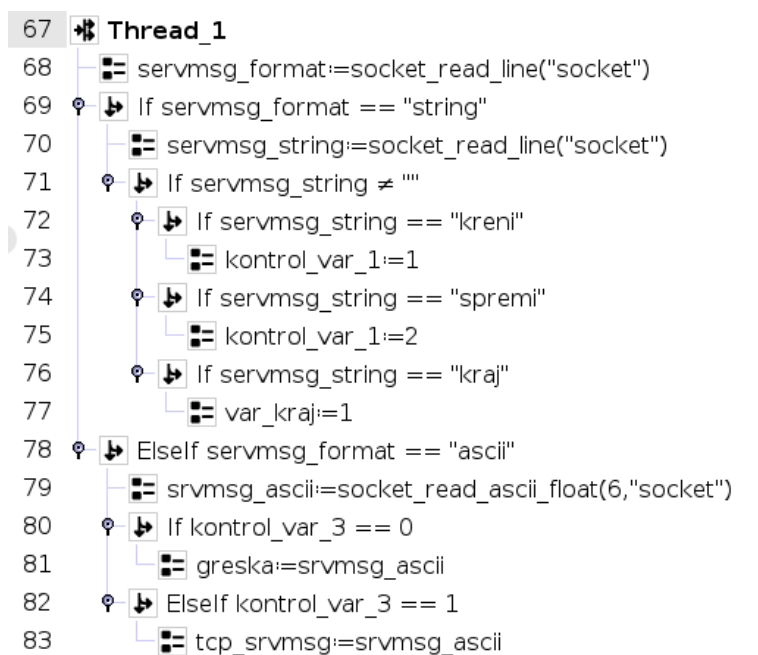 67 Thread_1
68 servmsg_format:=socket_read_line("socket")
69 If servmsg_format == "string"
70 servmsg_string:=socket_read_line("socket")
71 If servmsg_string ≠ ""
72 If servmsg_string == "kreni"
73 kontrol_var_1:=1
74 If servmsg_string == "spremi"
75 kontrol_var_1:=2
76 If servmsg_string == "kraj"
77 var_kraj:=1
78 ElseIf servmsg_format == "ascii"
79 srvmsg_ascii:=socket_read_ascii_float(6,"socket")
80 If kontrol_var_3 == 0
81 greska:=srvmsg_ascii
82 ElseIf kontrol_var_3 == 1
83 tcp_srvmsg:=srvmsg_ascii